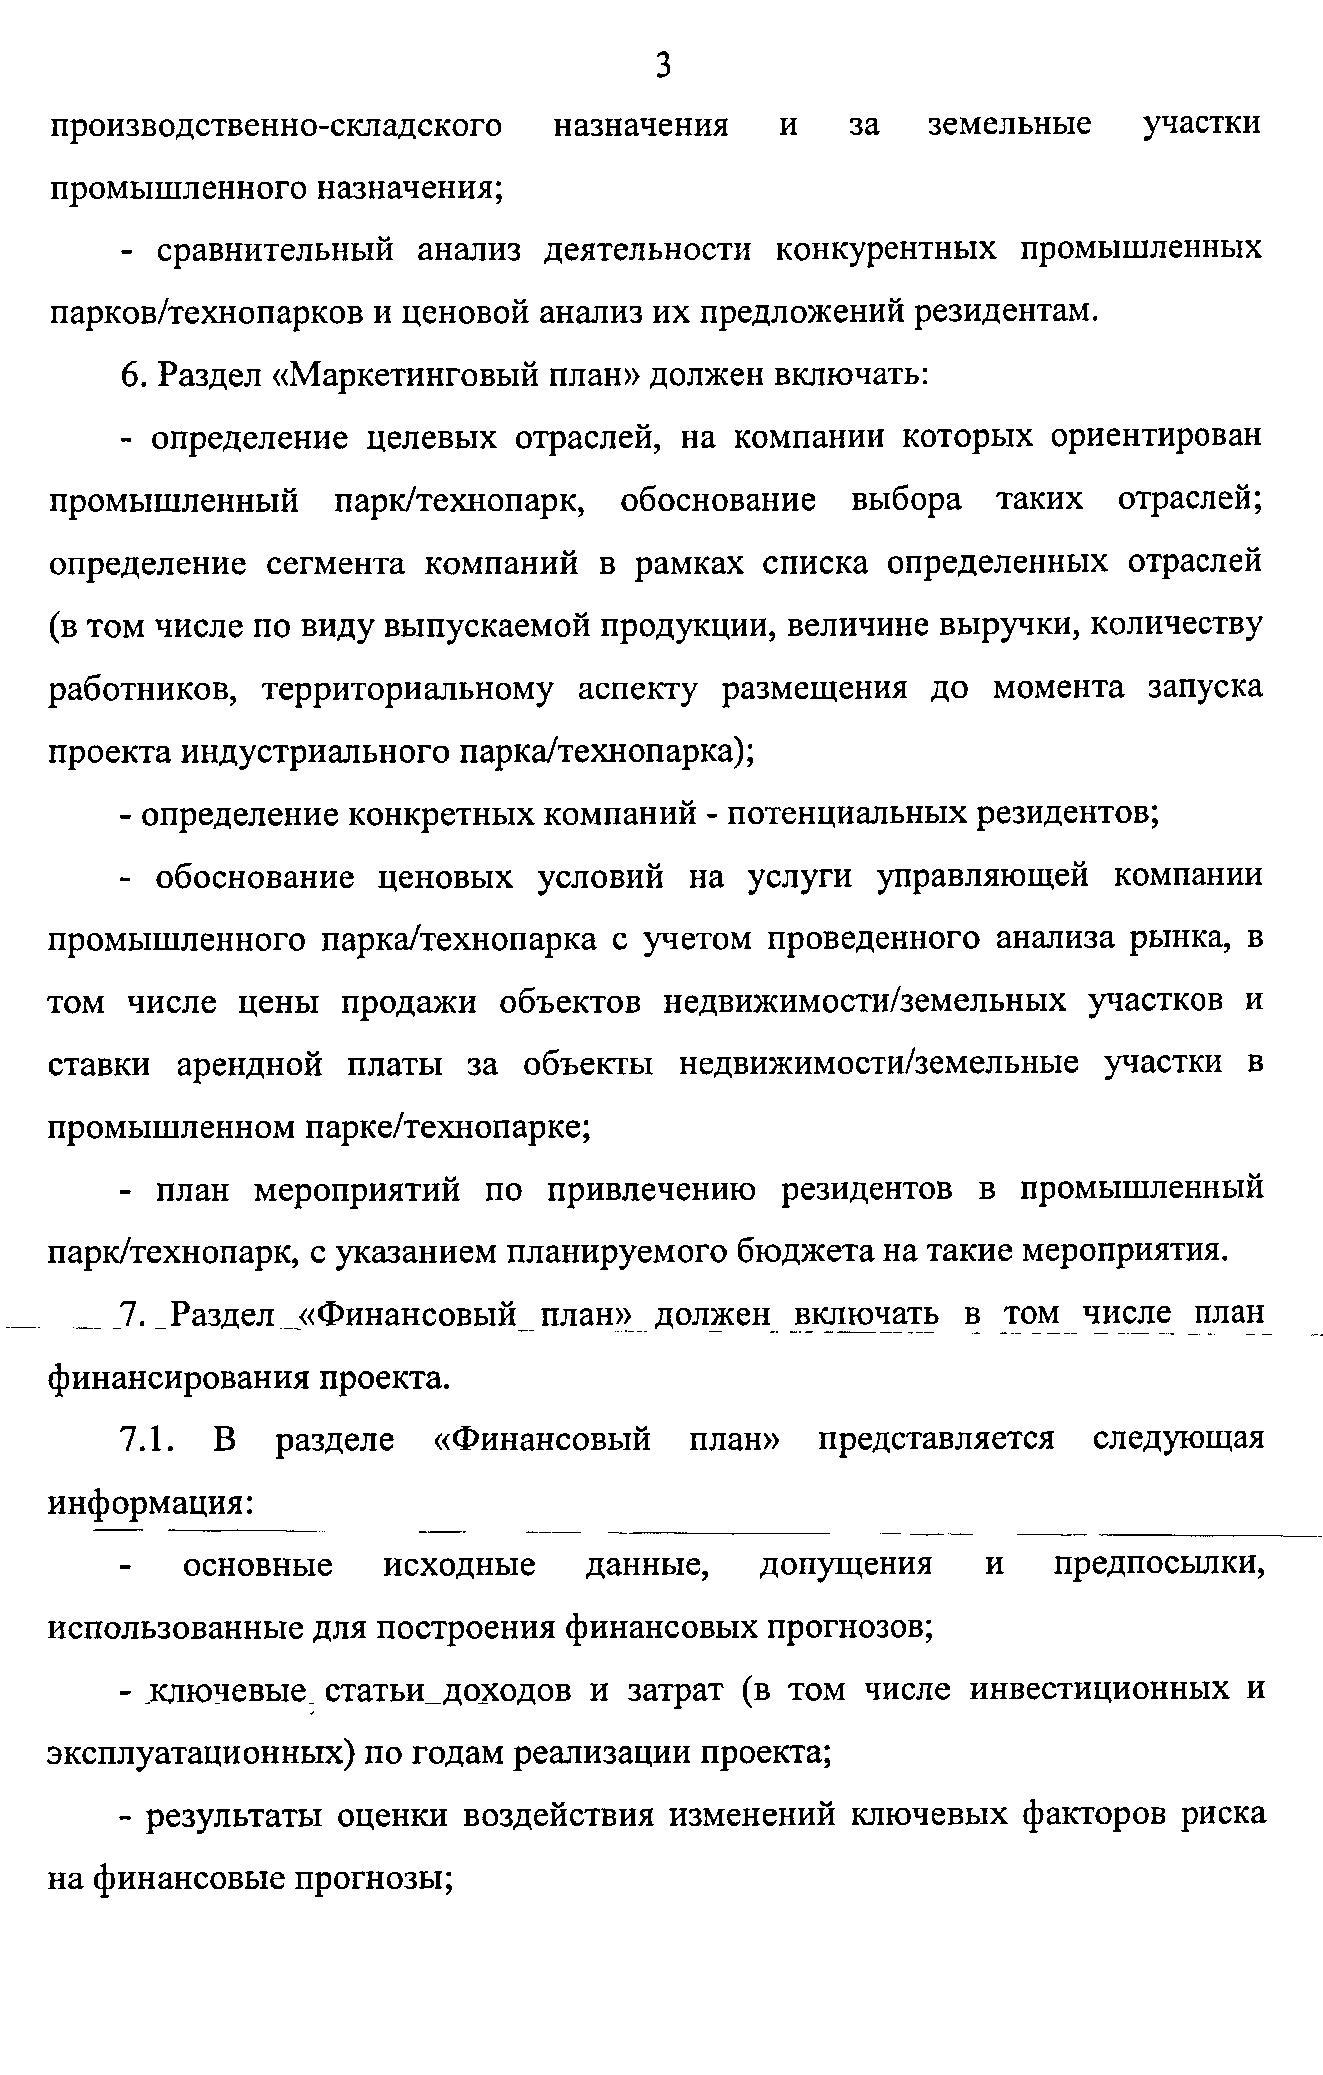 3
производственно-складского назначения и за земельные участки
промышленного назначения;
- сравнительный анализ деятельности конкурентных промышленных
парков/технопарков и ценовой анализ их предложений резидентам.
6. Раздел «Маркетинговый план» должен включать:
- определение целевых отраслей, на компании которых ориентирован
промышленный парк/технопарк, обоснование выбора таких отраслей;
определение сегмента компаний в рамках списка определенных отраслей
(в том числе по виду выпускаемой продукции, величине выручки, количеству
работников, территориальному аспекту размещения до момента запуска
проекта индустриального парка/технопарка);
- определение конкретных компаний - потенциальных резидентов;
- обоснование ценовых условий на услуги управляющей компании
промышленного парка/технопарка с учетом проведенного анализа рынка, в
том числе цены продажи объектов недвижимости/земельных участков и
ставки арендной платы за объекты недвижимости/земельные участки в
промышленном парке/технопарке;
- план мероприятий по привлечению резидентов в промышленный
парк/технопарк, с указанием планируемого бюджета на такие мероприятия.
7. Раздел «Финансовый план» должен включать в том числе план
финансирования проекта.
7.1. В разделе «Финансовый план» представляется следующая
информация:
- основные исходные данные, допущения и предпосылки,
использованные для построения финансовых прогнозов;
- ключевые статьи доходов и затрат (в том числе инвестиционных и
эксплуатационных) по годам реализации проекта;
- результаты оценки воздействия изменений ключевых факторов риска
на финансовые прогнозы;